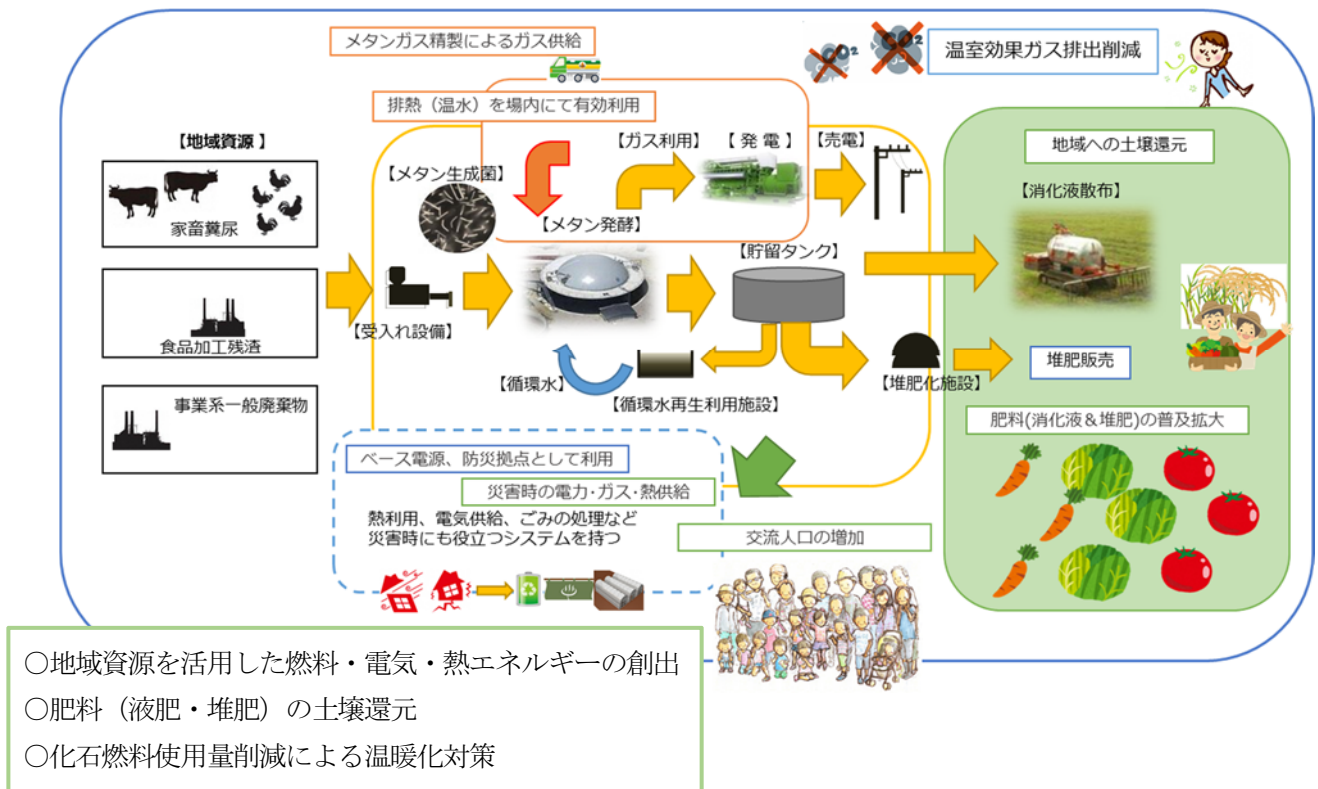 メタンガス精製によるガス供給
CO2
CO2
温室効果ガス排出削減
排熱（温水）を場内にて有効利用
【地域資源】
家畜糞尿
食品加工残渣
事業系一般廃棄物
【メタン生成菌】
【ガス利用】
【発電】
【売電】
【メタン発酵】
【受入れ設備】
【貯留タンク】
【循環水】
【循環水再生利用施設】
【堆肥化施設】
地域への土壌還元
【消化液散布】
堆肥販売
肥料(消化液＆堆肥)の普及拡大
ベース電源、防災拠点として利用
災害時の電力・ガス・熱供給
熱利用、電気供給、ごみの処理など
災害時にも役立つシステムを持つ
交流人口の増加
○地域資源を活用した燃料・電気・熱エネルギーの創出
○肥料（液肥・堆肥）の土壌還元
○化石燃料使用量削減による温暖化対策